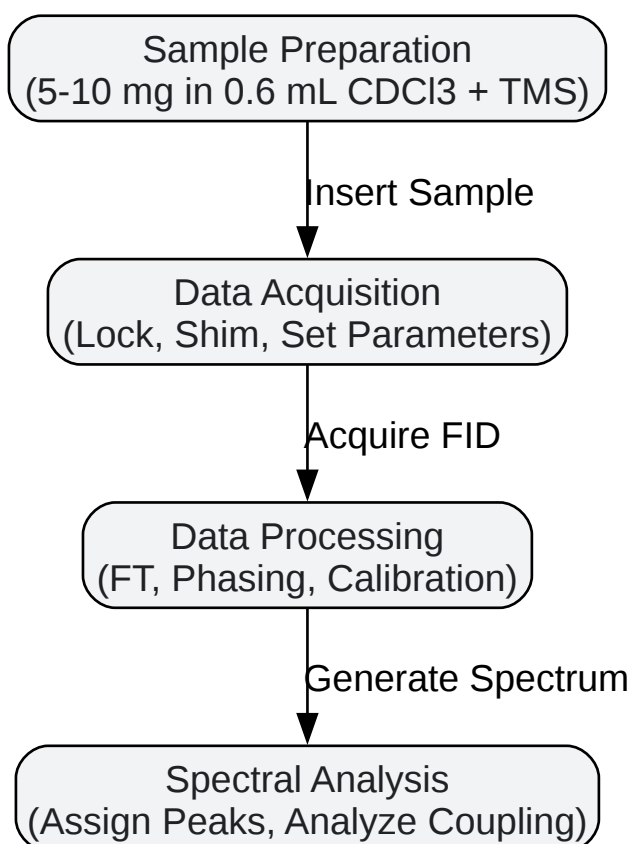 Sample Preparation
(5-10 mg in 0.6 mL CDCl3 + TMS)
Insert Sample
Data Acquisition
(Lock, Shim, Set Parameters)
Acquire FID
Data Processing
(FT, Phasing, Calibration)
Generate Spectrum
Spectral Analysis
(Assign Peaks, Analyze Coupling)